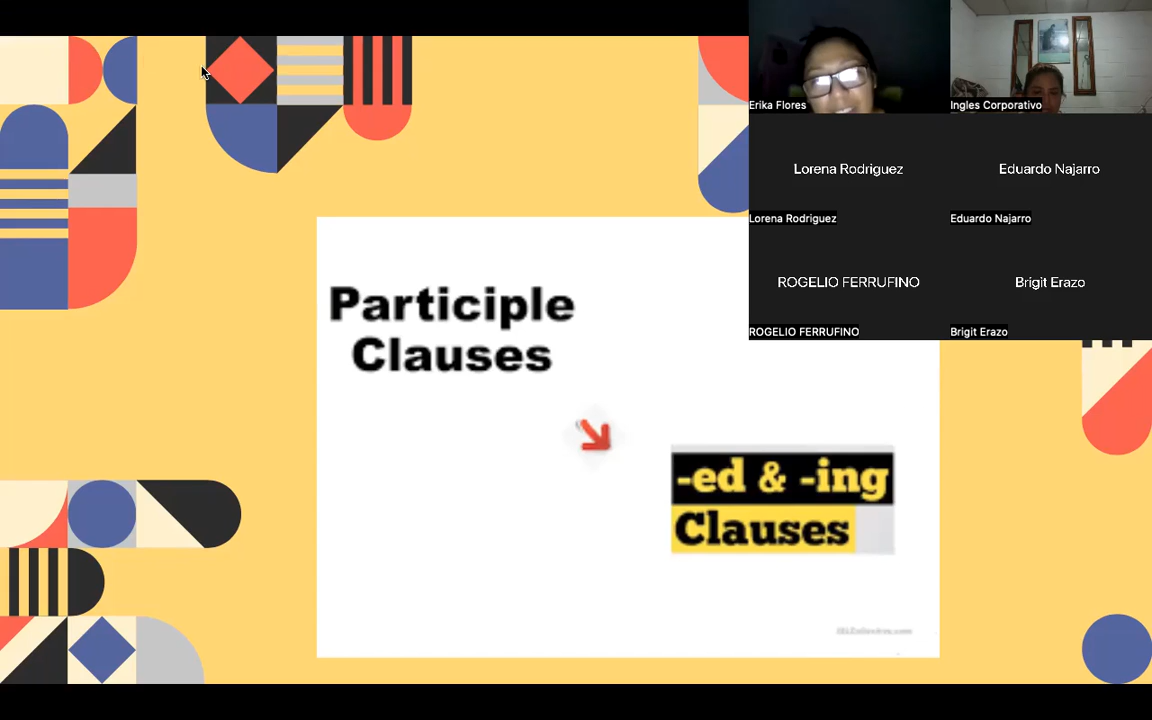 Erika Flores
Ingles Corporativo
Lorena Rodriguez
Eduardo Najarro
Lorena Rodriguez
Eduardo Najarro
ROGELIO FERRUFINO
Brigit Erazo
ROGELIO FERRUFINO
Brigit Erazo
Participle
Clauses
-ed & -ing
Clauses